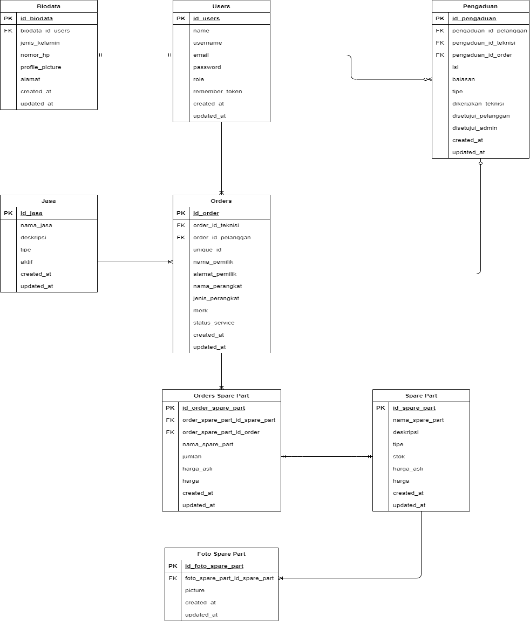 Biodata
PK id_biodata
FK biodata_id_users
jenis_kelamin
nomor_hp
profile_picture
alamat
created_at
updated_at
Users
PK id_users
name
username
email
password
role
remember_token
created_at
updated_at
Pengaduan
PK id_pengaduan
FK pengaduan_id_pelanggan
FK pengaduan_id_teknisi
FK pengaduan_id_order
isi
balasan
tipe
dikerjakan_teknisi
disetujui_pelanggan
disetujui_admin
created_at
updated_at
Jasa
PK id_jasa
nama_jasa
deskripsi
tipe
aktif
created_at
updated_at
Orders
PK id_order
FK order_id_teknisi
FK order_id_pelanggan
unique_id
nama_pemilik
alamat_pemilik
nama_perangkat
jenis_perangkat
merk
status_service
created_at
updated_at
Orders Spare Part
PK id_order_spare_part
FK order_spare_part_id_spare_part
FK order_spare_part_id_order
nama_spare_part
jumlah
harga_asli
harga
created_at
updated_at
Spare Part
PK id_spare_part
nama_spare_part
deskripsi
tipe
stok
harga_asli
harga
created_at
updated_at
Foto Spare Part
PK id_foto_spare_part
FK foto_spare_part_id_spare_part
picture
created_at
updated_at